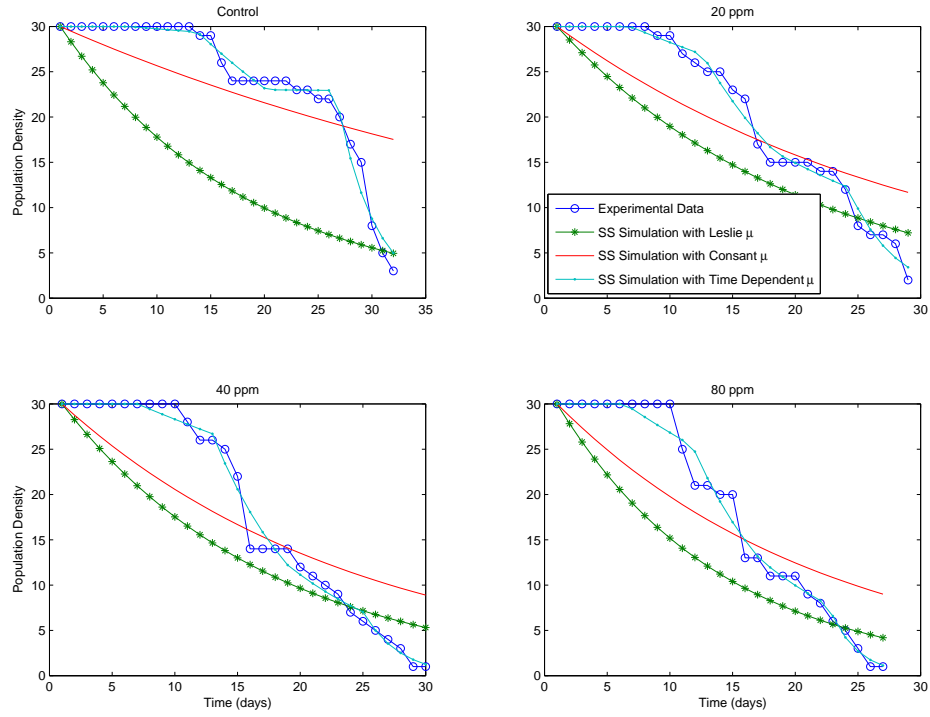 Control
Population Density
30
25
20
15
10
5
0
0 5 10 15 20 25 30 35
20 ppm
30
25
20
15
10
5
0
0 5 10 15 20 25 30
Experimental Data
SS Simulation with Leslie μ
SS Simulation with Consant μ
SS Simulation with Time Dependent μ
40 ppm
Population Density
30
25
20
15
10
5
0
0 5 10 15 20 25 30
Time (days)
80 ppm
30
25
20
15
10
5
0
0 5 10 15 20 25 30
Time (days)